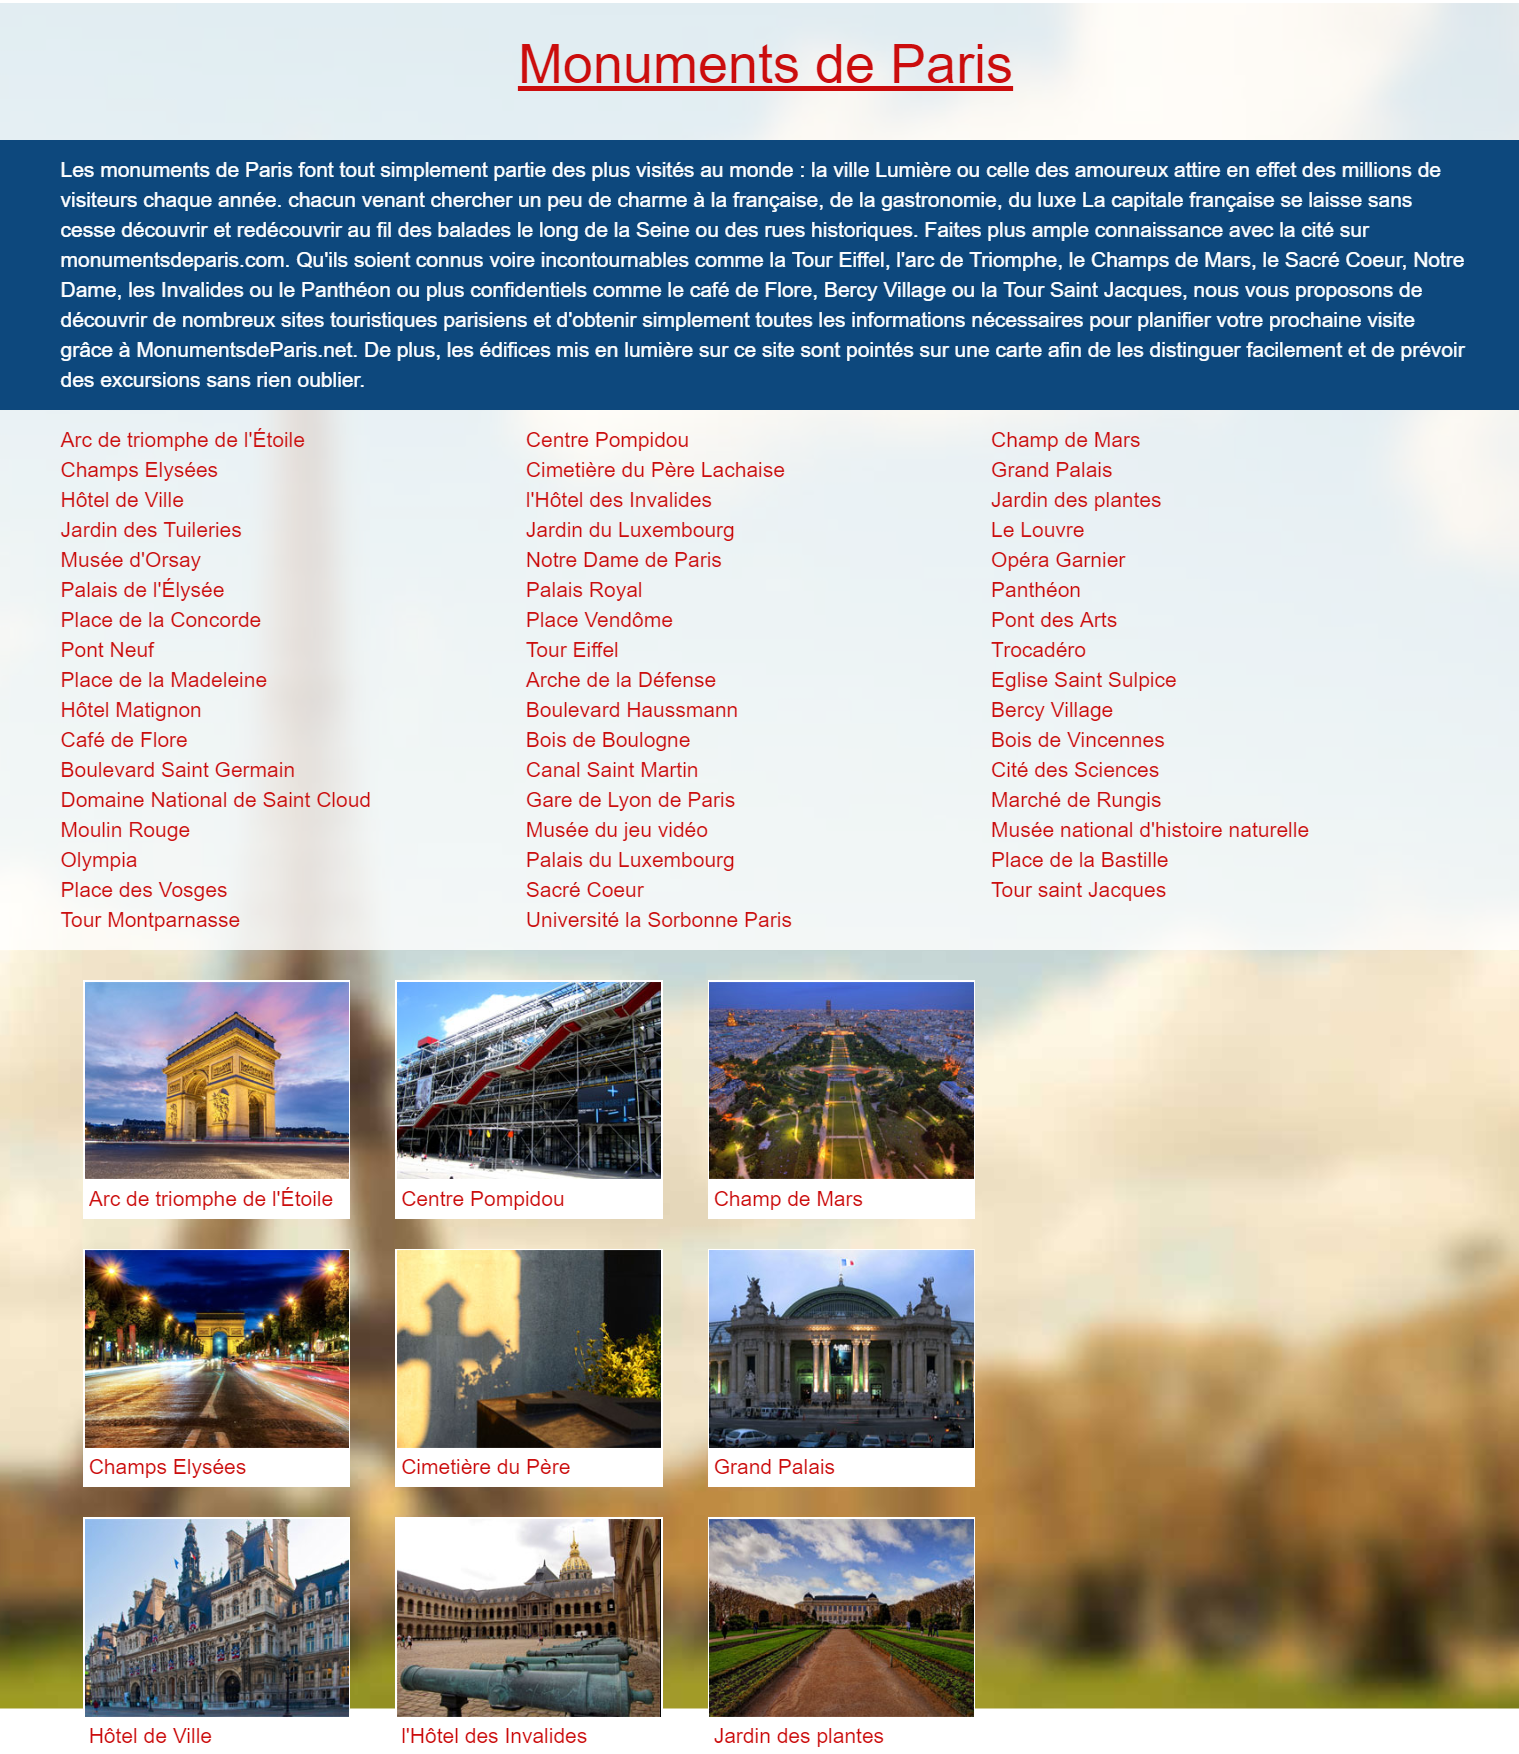 Monuments de Paris
Les monuments de Paris font tout simplement partie des plus visités au monde : la ville Lumière ou celle des amoureux attire en effet des millions de
visiteurs chaque année. chacun venant chercher un peu de charme à la française, de la gastronomie, du luxe La capitale française se laisse sans
cesse découvrir et redécouvrir au fil des balades le long de la Seine ou des rues historiques. Faites plus ample connaissance avec la cité sur
monumentsdeparis.com. Qu'ils soient connus voire incontournables comme la Tour Eiffel, l'arc de Triomphe, le Champs de Mars, le Sacré Coeur, Notre
Dame, les Invalides ou le Panthéon ou plus confidentiels comme le café de Flore, Bercy Village ou la Tour Saint Jacques, nous vous proposons de
découvrir de nombreux sites touristiques parisiens et d'obtenir simplement toutes les informations nécessaires pour planifier votre prochaine visite
grâce à MonumentsdeParis.net. De plus, les édifices mis en lumière sur ce site sont pointés sur une carte afin de les distinguer facilement et de prévoir
des excursions sans rien oublier.
Arc de triomphe de l'Étoile
Centre Pompidou
Champ de Mars
Champs Elysées
Cimetière du Père Lachaise
Grand Palais
Hôtel de Ville
l'Hôtel des Invalides
Jardin des plantes
Jardin des Tuileries
Jardin du Luxembourg
Le Louvre
Musée d'Orsay
Notre Dame de Paris
Opéra Garnier
Palais de l'Élysée
Palais Royal
Panthéon
Place de la Concorde
Place Vendôme
Pont des Arts
Pont Neuf
Tour Eiffel
Trocadéro
Place de la Madeleine
Arche de la Défense
Eglise Saint Sulpice
Hôtel Matignon
Boulevard Haussmann
Bercy Village
Café de Flore
Bois de Boulogne
Bois de Vincennes
Boulevard Saint Germain
Canal Saint Martin
Cité des Sciences
Domaine National de Saint Cloud
Gare de Lyon de Paris
Marché de Rungis
Moulin Rouge
Musée du jeu vidéo
Musée national d'histoire naturelle
Olympia
Palais du Luxembourg
Place de la Bastille
Place des Vosges
Sacré Coeur
Tour saint Jacques
Tour Montparnasse
Université la Sorbonne Paris
Arc de triomphe de l'Étoile
Centre Pompidou
Champ de Mars
Champs Elysées
Cimetière du Père
Grand Palais
Hôtel de Ville
l'Hôtel des Invalides
Jardin des plantes